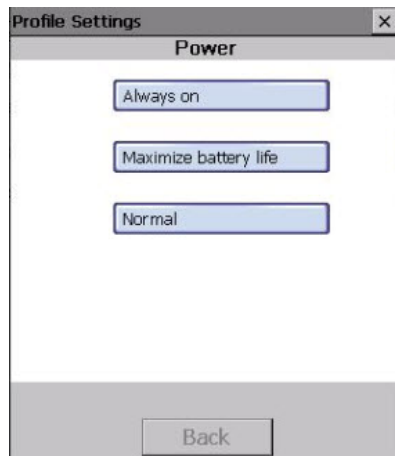 Profile Settings
Power
Always on
Maximize battery life
Normal
Back